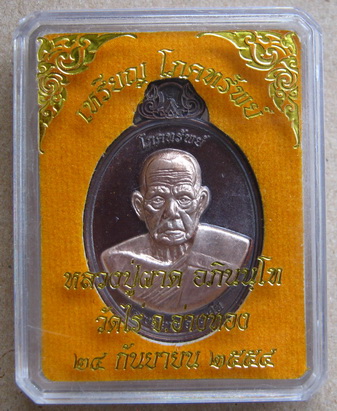 เหรียญ โภคทรัพย์
โภคทรัพย์
หลวงปู่ผาด อภินนฺโท
วัดไร่ จ.อ่างทอง
๒๔ กันยายน ๒๕๕๔